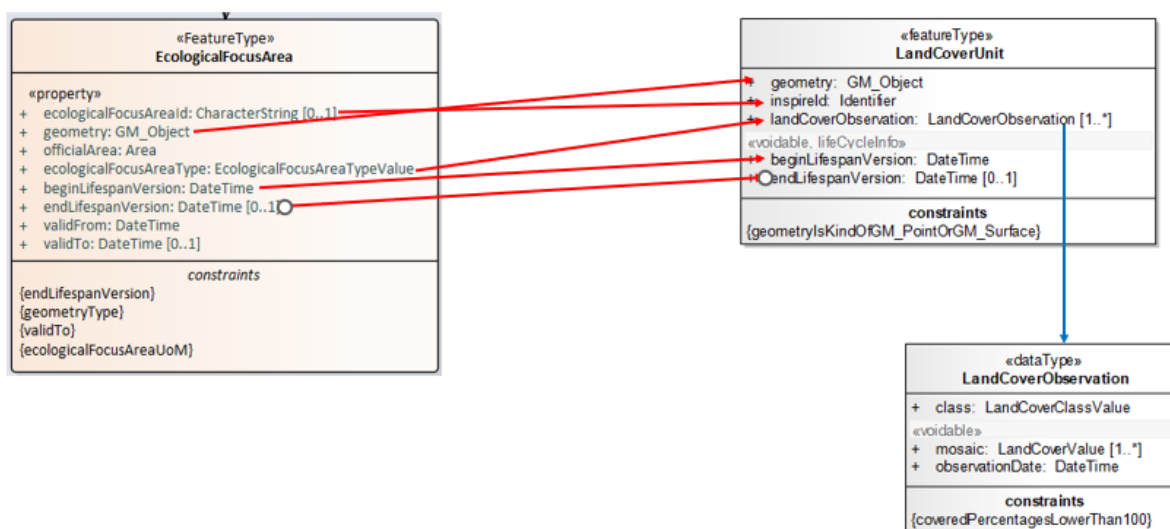 «FeatureType»
EcologicalFocusArea
«property»
+ ecologicalFocusAreaId: CharacterString [0..1]
+ geometry: GM_Object
+ officialArea: Area
+ ecologicalFocusAreaType: EcologicalFocusAreaTypeValue
+ beginLifespanVersion: DateTime
+ endLifespanVersion: DateTime [0..1]
+ validFrom: DateTime
+ validTo: DateTime [0..1]
constraints
{endLifespanVersion}
{geometryType}
{validTo}
{ecologicalFocusAreaUoM}
«featureType»
LandCoverUnit
+ geometry: GM_Object
+ inspireId: Identifier
+ landCoverObservation: LandCoverObservation [1..*]
«voidable, lifeCycleInfo»
+ beginLifespanVersion: DateTime
+ endLifespanVersion: DateTime [0..1]
constraints
{geometryIsKindOfGM_PointOrGM_Surface}
«dataType»
LandCoverObservation
+ class: LandCoverClassValue
«voidable»
+ mosaic: LandCoverValue [1..*]
+ observationDate: DateTime
constraints
{coveredPercentagesLowerThan100}